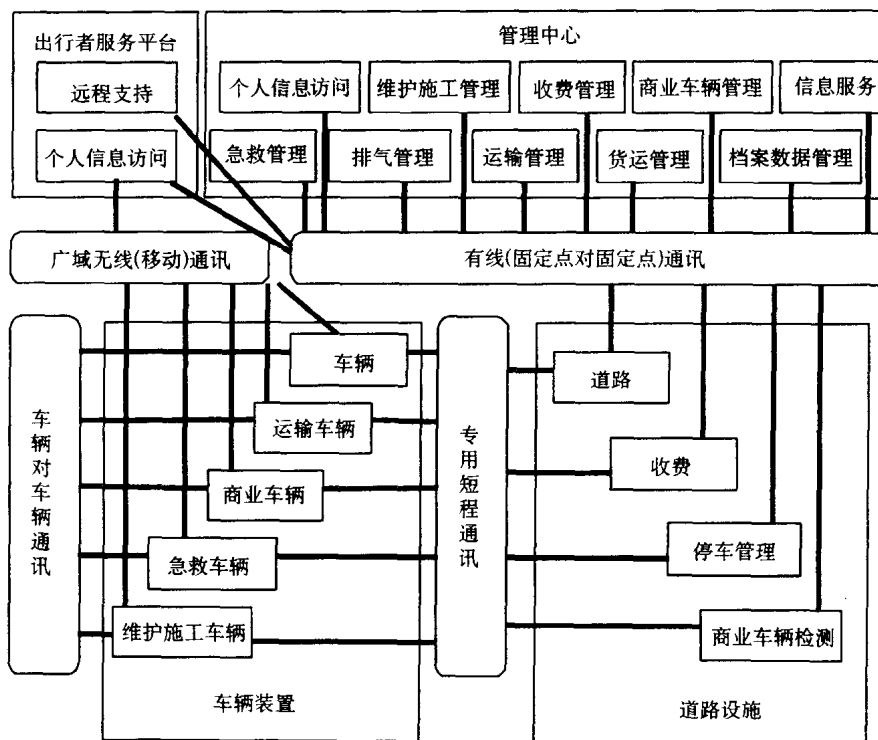 出行者服务平台
远程支持
个人信息访问
管理中心
个人信息访问
维护施工管理
收费管理
商业车辆管理
信息服务
急救管理
排气管理
运输管理
货运管理
档案数据管理
广域无线(移动)通讯
有线(固定点对固定点)通讯
车辆对车辆通讯
车辆
运输车辆
商业车辆
急救车辆
维护施工车辆
车辆装置
专用短程通讯
道路
收费
停车管理
商业车辆检测
道路设施